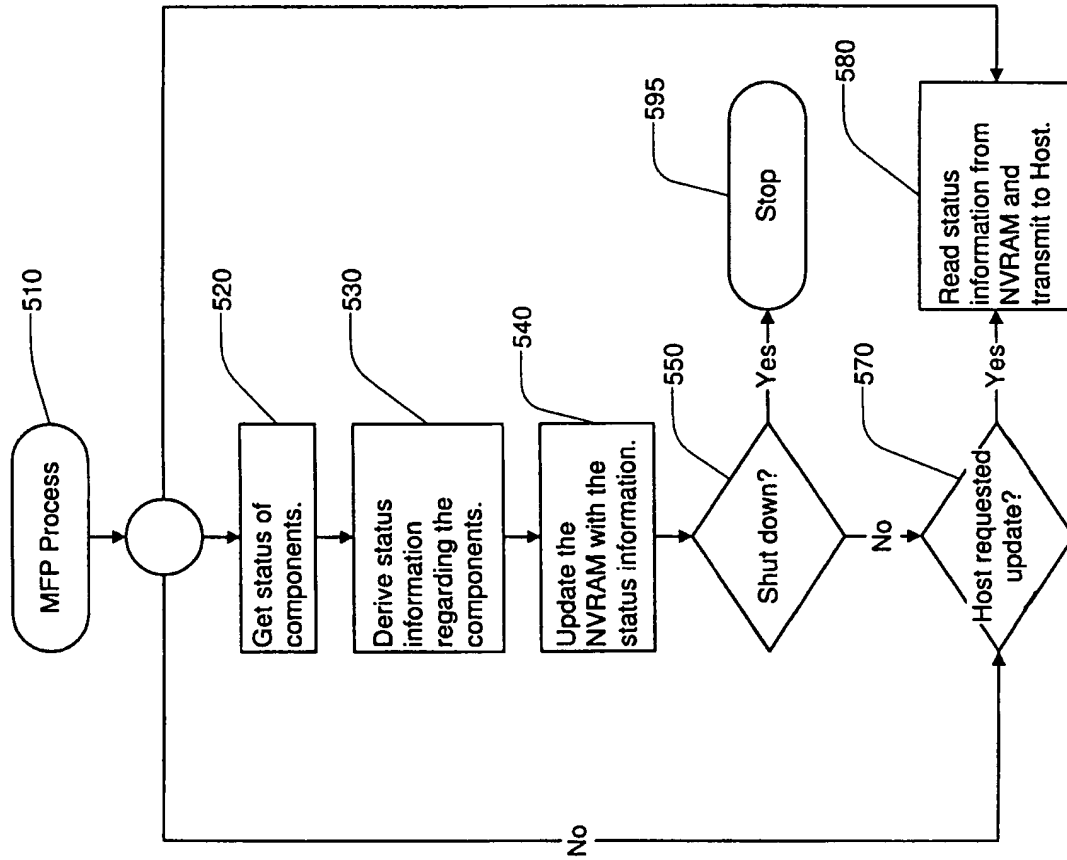 MFP Process
510
Get status of
components.
520
Derive status
information
regarding the
components.
530
Update the
NVRAM with the
status information.
540
Shut down?
550
Yes
Stop
595
No
Host requested
update?
570
Yes
Read status
information from
NVRAM and
transmit to Host.
580
No